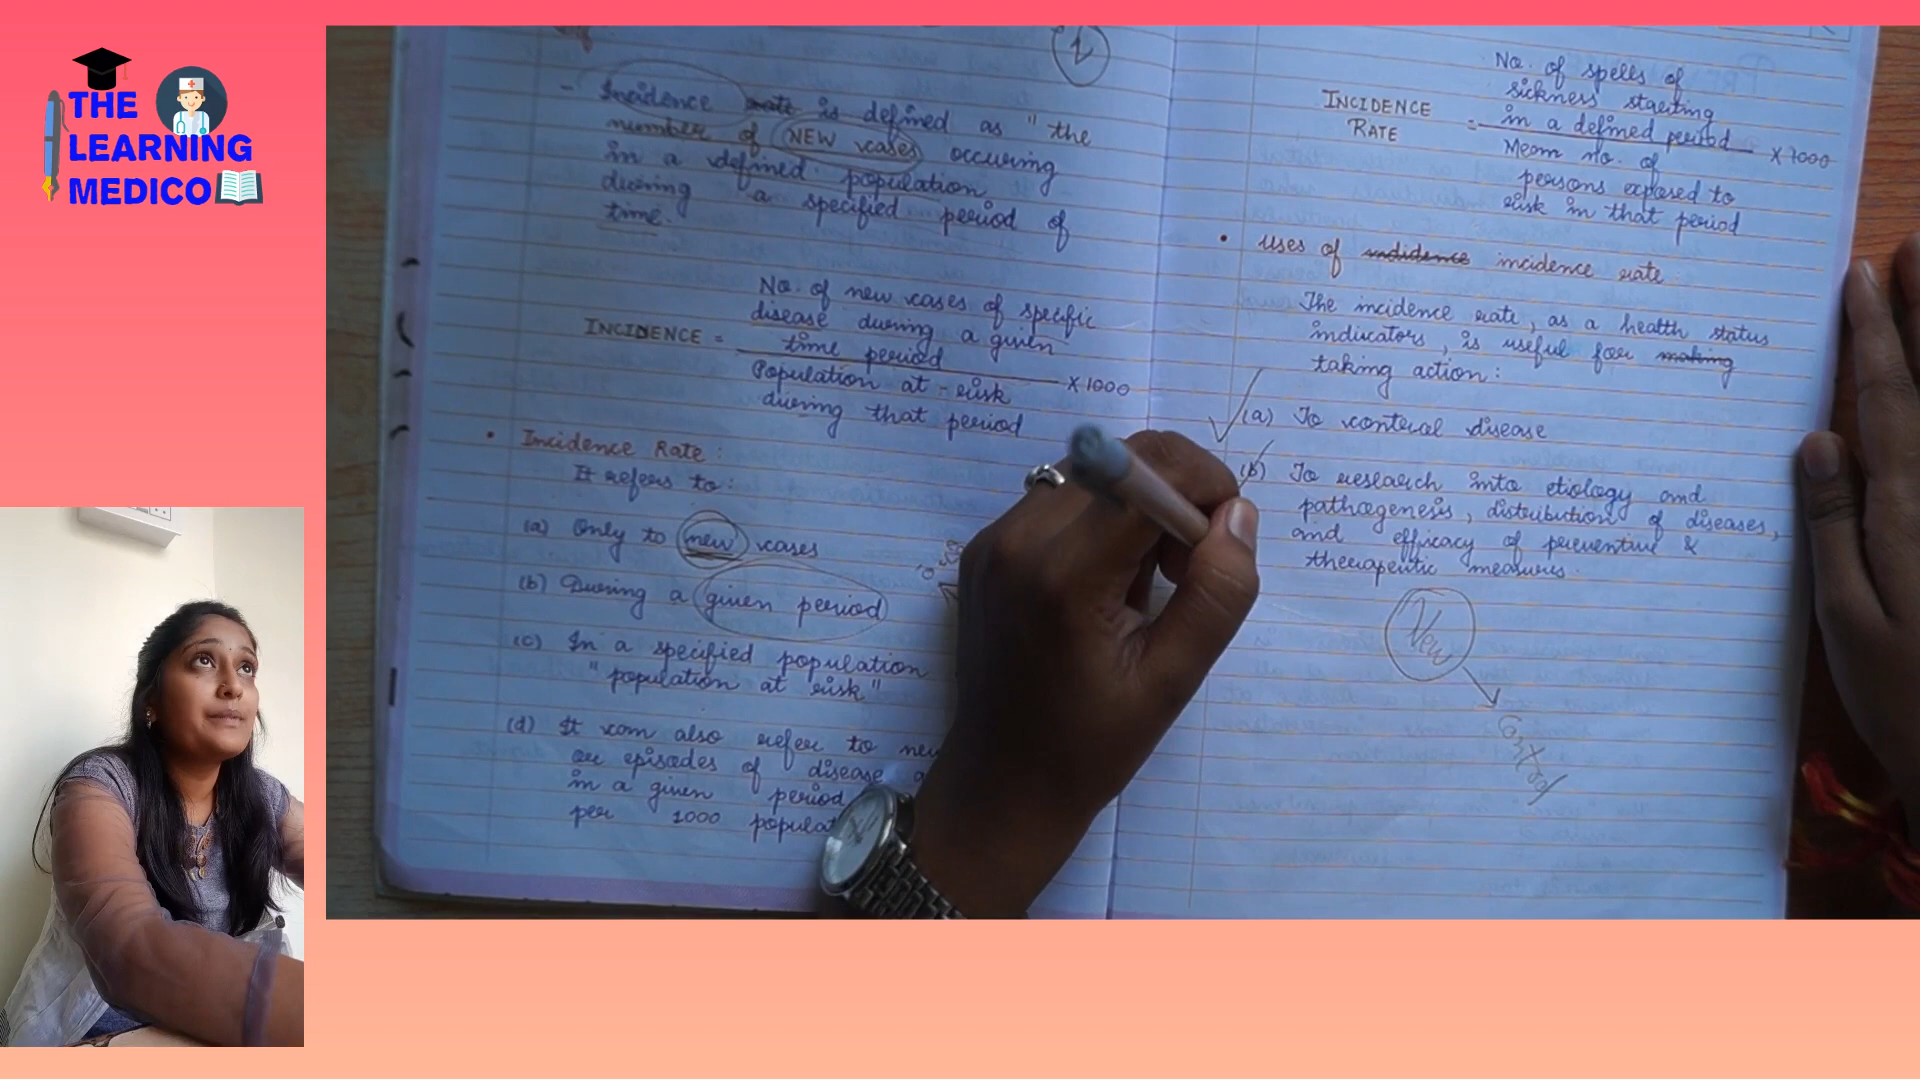 THE
LEARNING
MEDICO
- Incidence rate is defined as "the
number of NEW cases occuring
in a defined population
during a specified period of
time.
INCIDENCE =
No. of new cases of specific
disease during a given
time period
X 1000
Population at - risk
during that period
• Incidence Rate :
It refers to :
(a) Only to new cases
(b) During a given period
(c) In a specified population
"population at risk"
(d) It can also refer to new
or episodes of disease a
in a given period
per 1000 populat
INCIDENCE
RATE =
No. of spells of
sickness starting
in a defined period
X 1000
Mean no. of
persons exposed to
risk in that period
• Uses of indidence incidence rate :
The incidence rate, as a health status
indicators, is useful for making
taking action :
(a) To control disease
(b) To research into etiology and
pathogenesis, distribution of diseases,
and efficacy of preventive &
therapeutic measures.
New